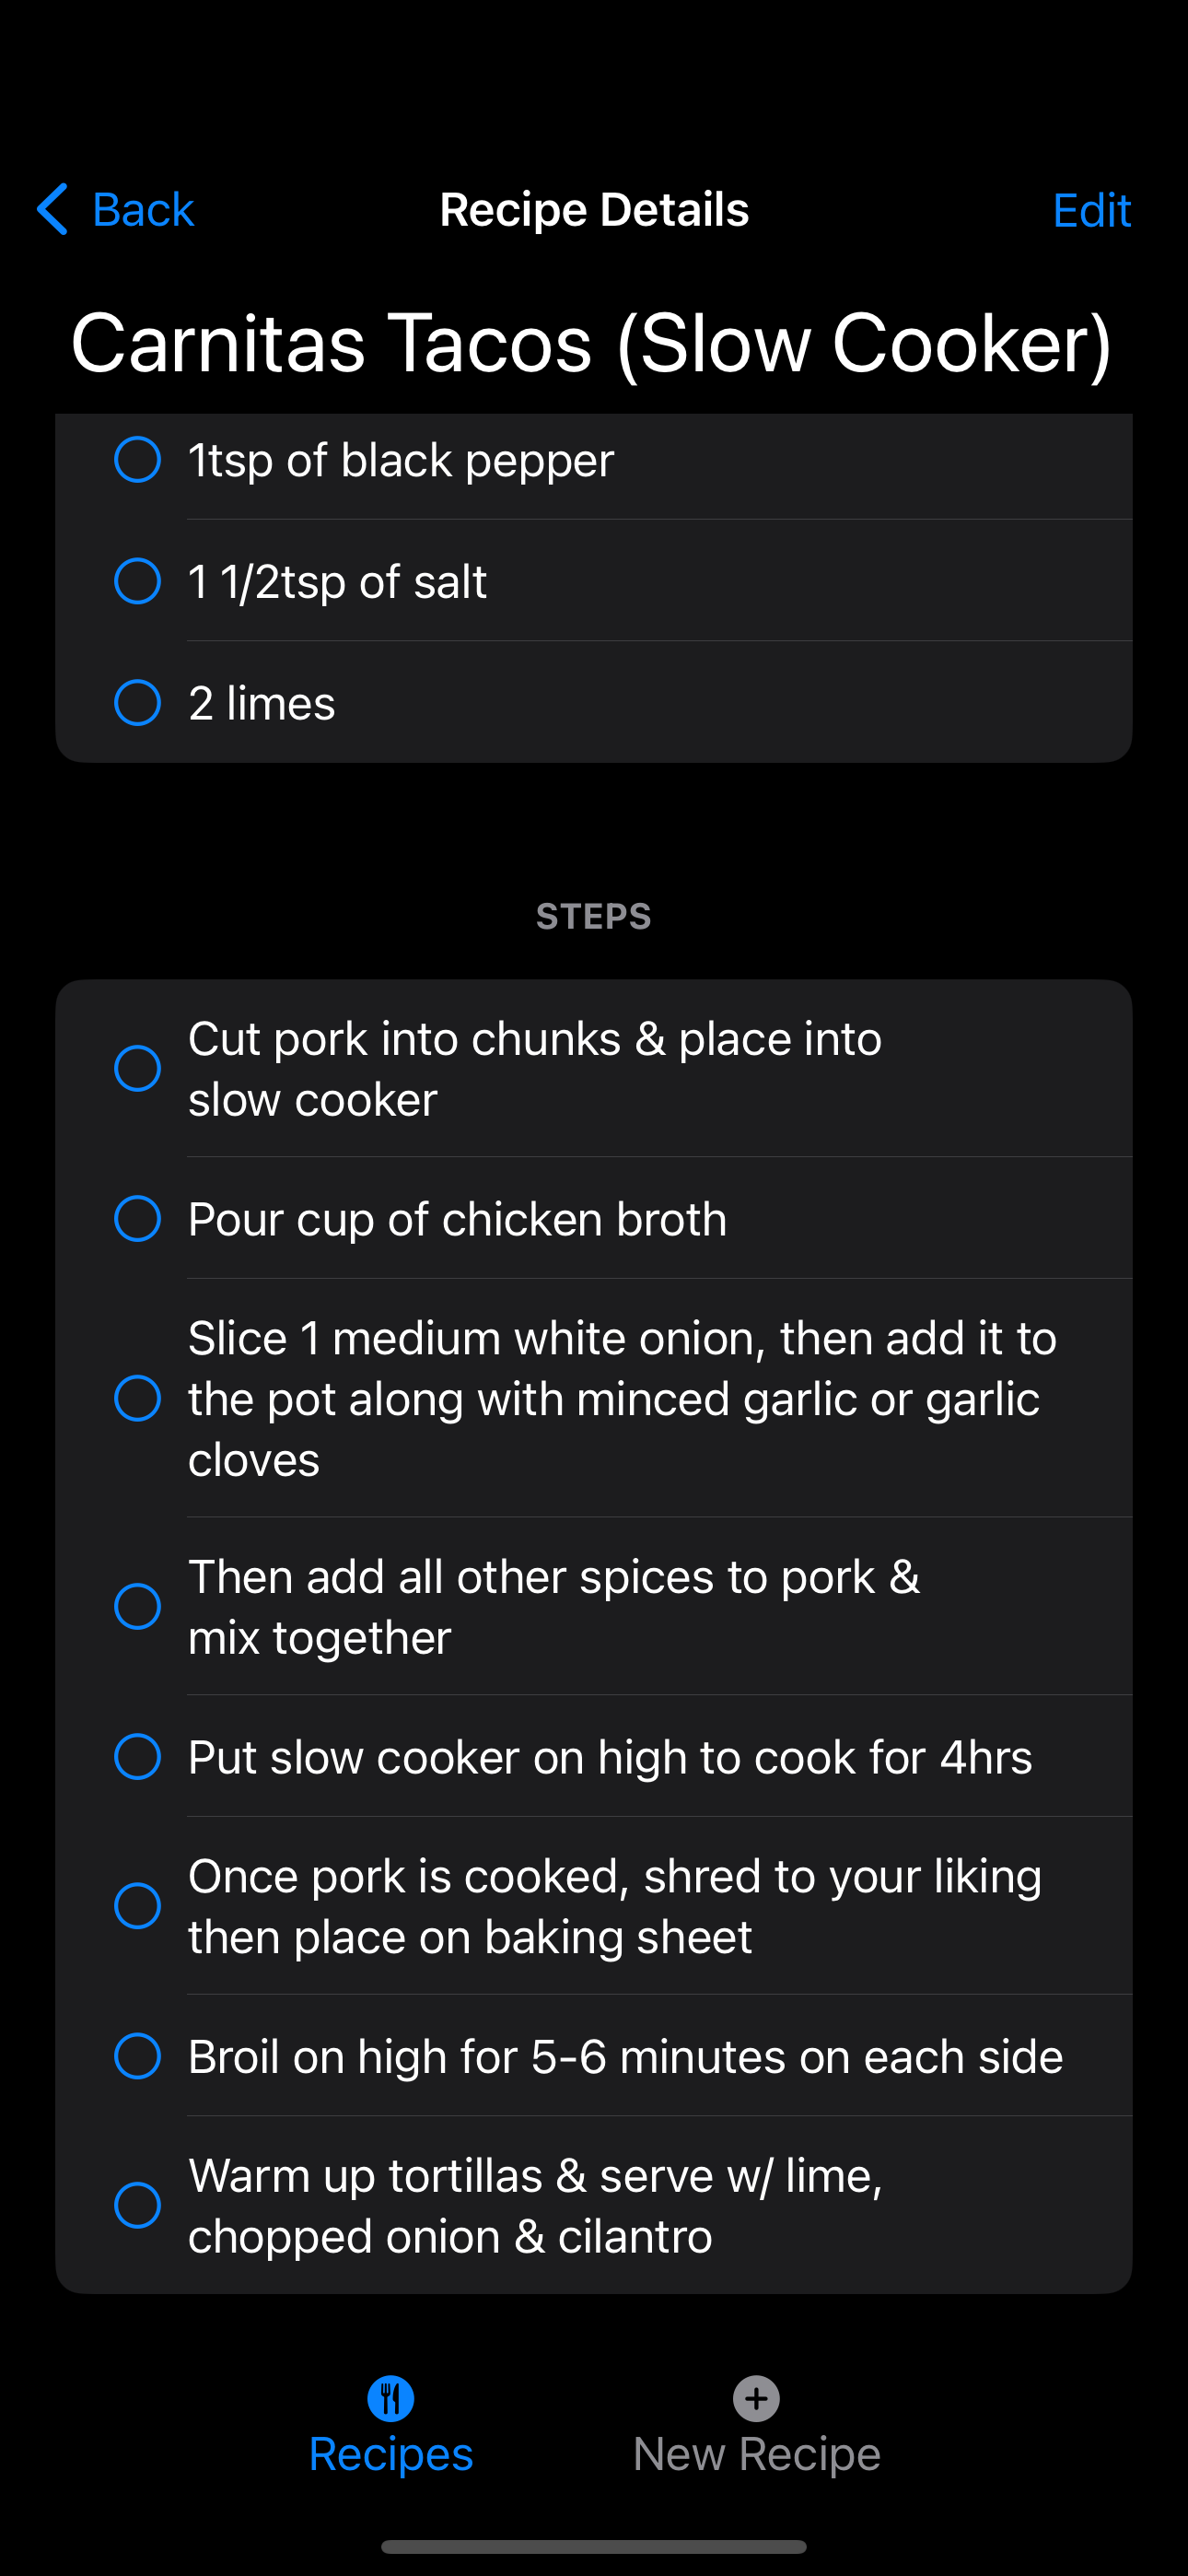 Back
Recipe Details
Edit
Carnitas Tacos (Slow Cooker)
1tsp of black pepper
1 1/2tsp of salt
2 limes
STEPS
Cut pork into chunks & place into
slow cooker
Pour cup of chicken broth
Slice 1 medium white onion, then add it to
the pot along with minced garlic or garlic
cloves
Then add all other spices to pork &
mix together
Put slow cooker on high to cook for 4hrs
Once pork is cooked, shred to your liking
then place on baking sheet
Broil on high for 5-6 minutes on each side
Warm up tortillas & serve w/ lime,
chopped onion & cilantro
Recipes
New Recipe